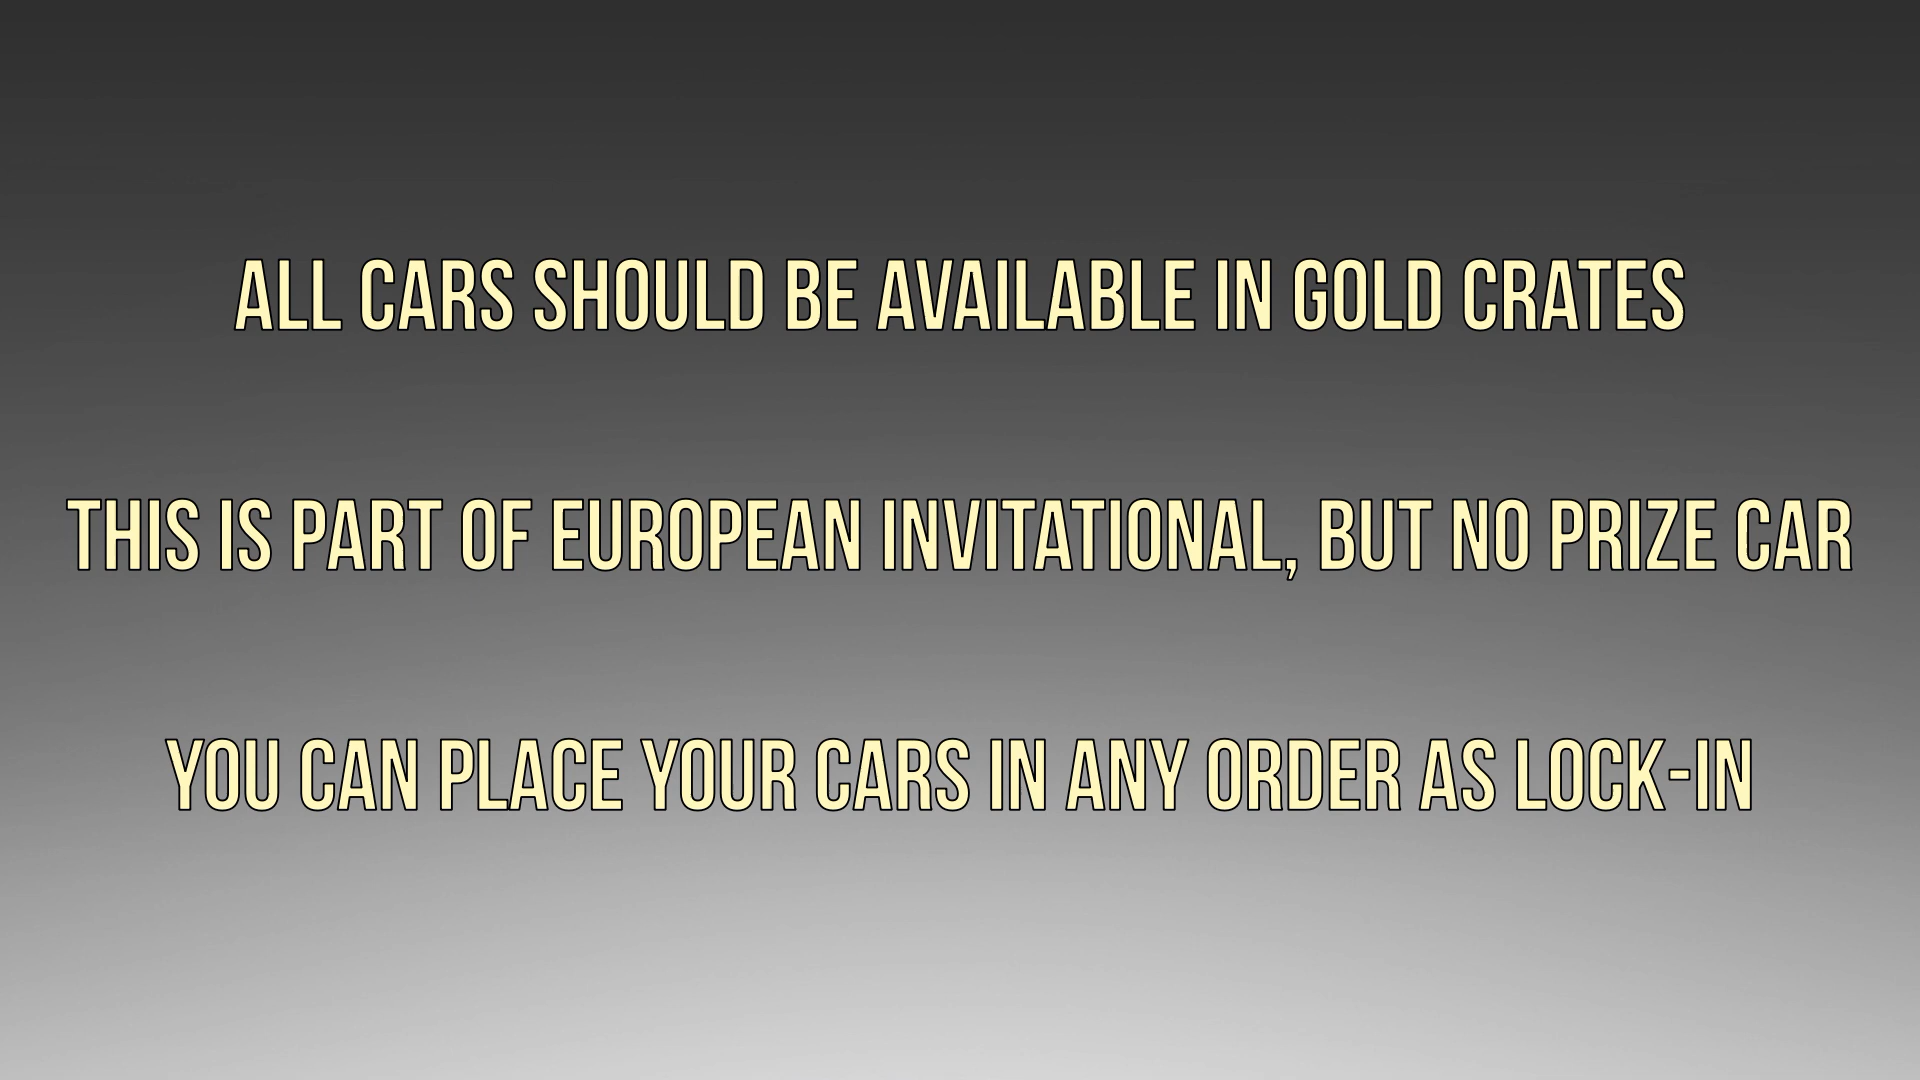 ALL CARS SHOULD BE AVAILABLE IN GOLD CRATES
THIS IS PART OF EUROPEAN INVITATIONAL, BUT NO PRIZE CAR
YOU CAN PLACE YOUR CARS IN ANY ORDER AS LOCK-IN